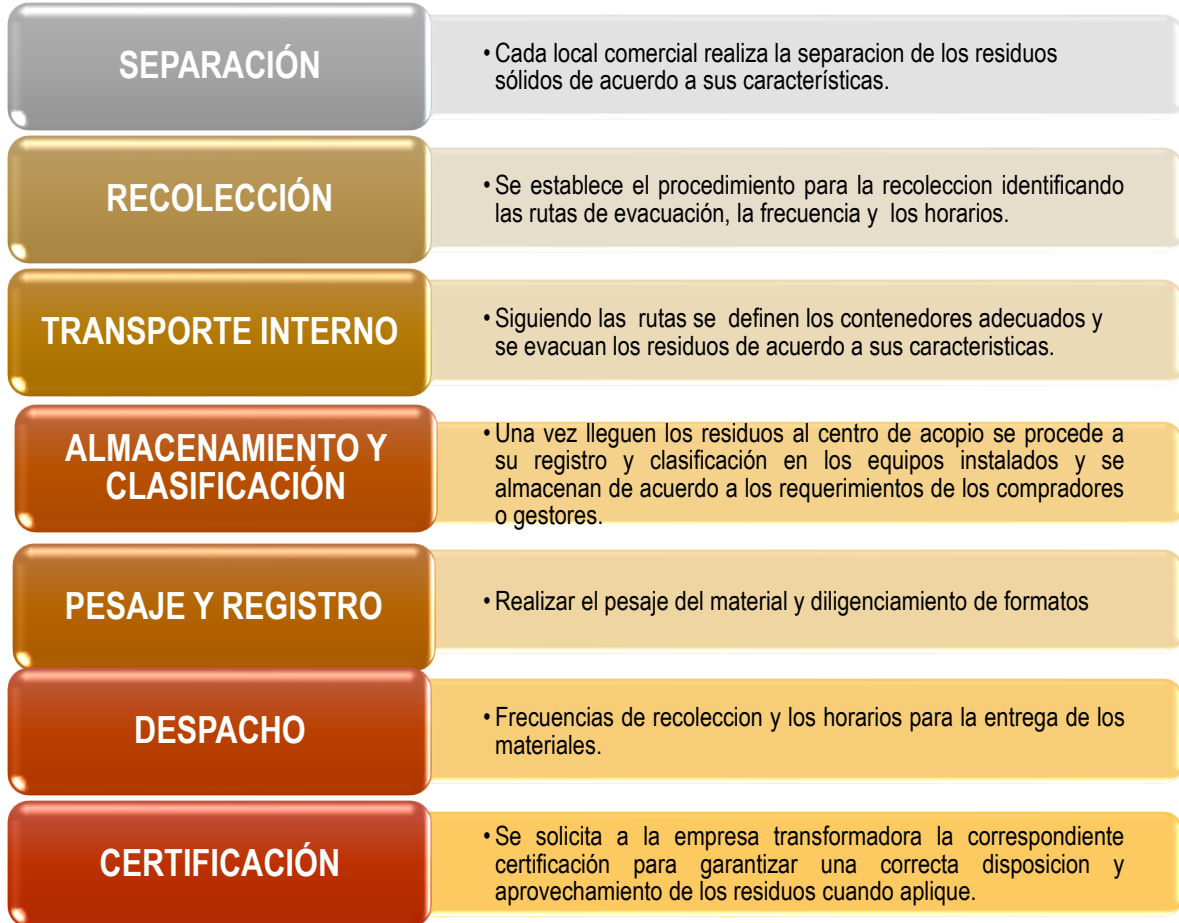 SEPARACIÓN
• Cada local comercial realiza la separacion de los residuos
sólidos de acuerdo a sus características.
RECOLECCIÓN
• Se establece el procedimiento para la recoleccion identificando
las rutas de evacuación, la frecuencia y los horarios.
TRANSPORTE INTERNO
• Siguiendo las rutas se definen los contenedores adecuados y
se evacuan los residuos de acuerdo a sus caracteristicas.
ALMACENAMIENTO Y
CLASIFICACIÓN
• Una vez lleguen los residuos al centro de acopio se procede a
su registro y clasificación en los equipos instalados y se
almacenan de acuerdo a los requerimientos de los compradores
o gestores.
PESAJE Y REGISTRO
• Realizar el pesaje del material y diligenciamiento de formatos
DESPACHO
• Frecuencias de recoleccion y los horarios para la entrega de los
materiales.
CERTIFICACIÓN
• Se solicita a la empresa transformadora la correspondiente
certificación para garantizar una correcta disposicion y
aprovechamiento de los residuos cuando aplique.